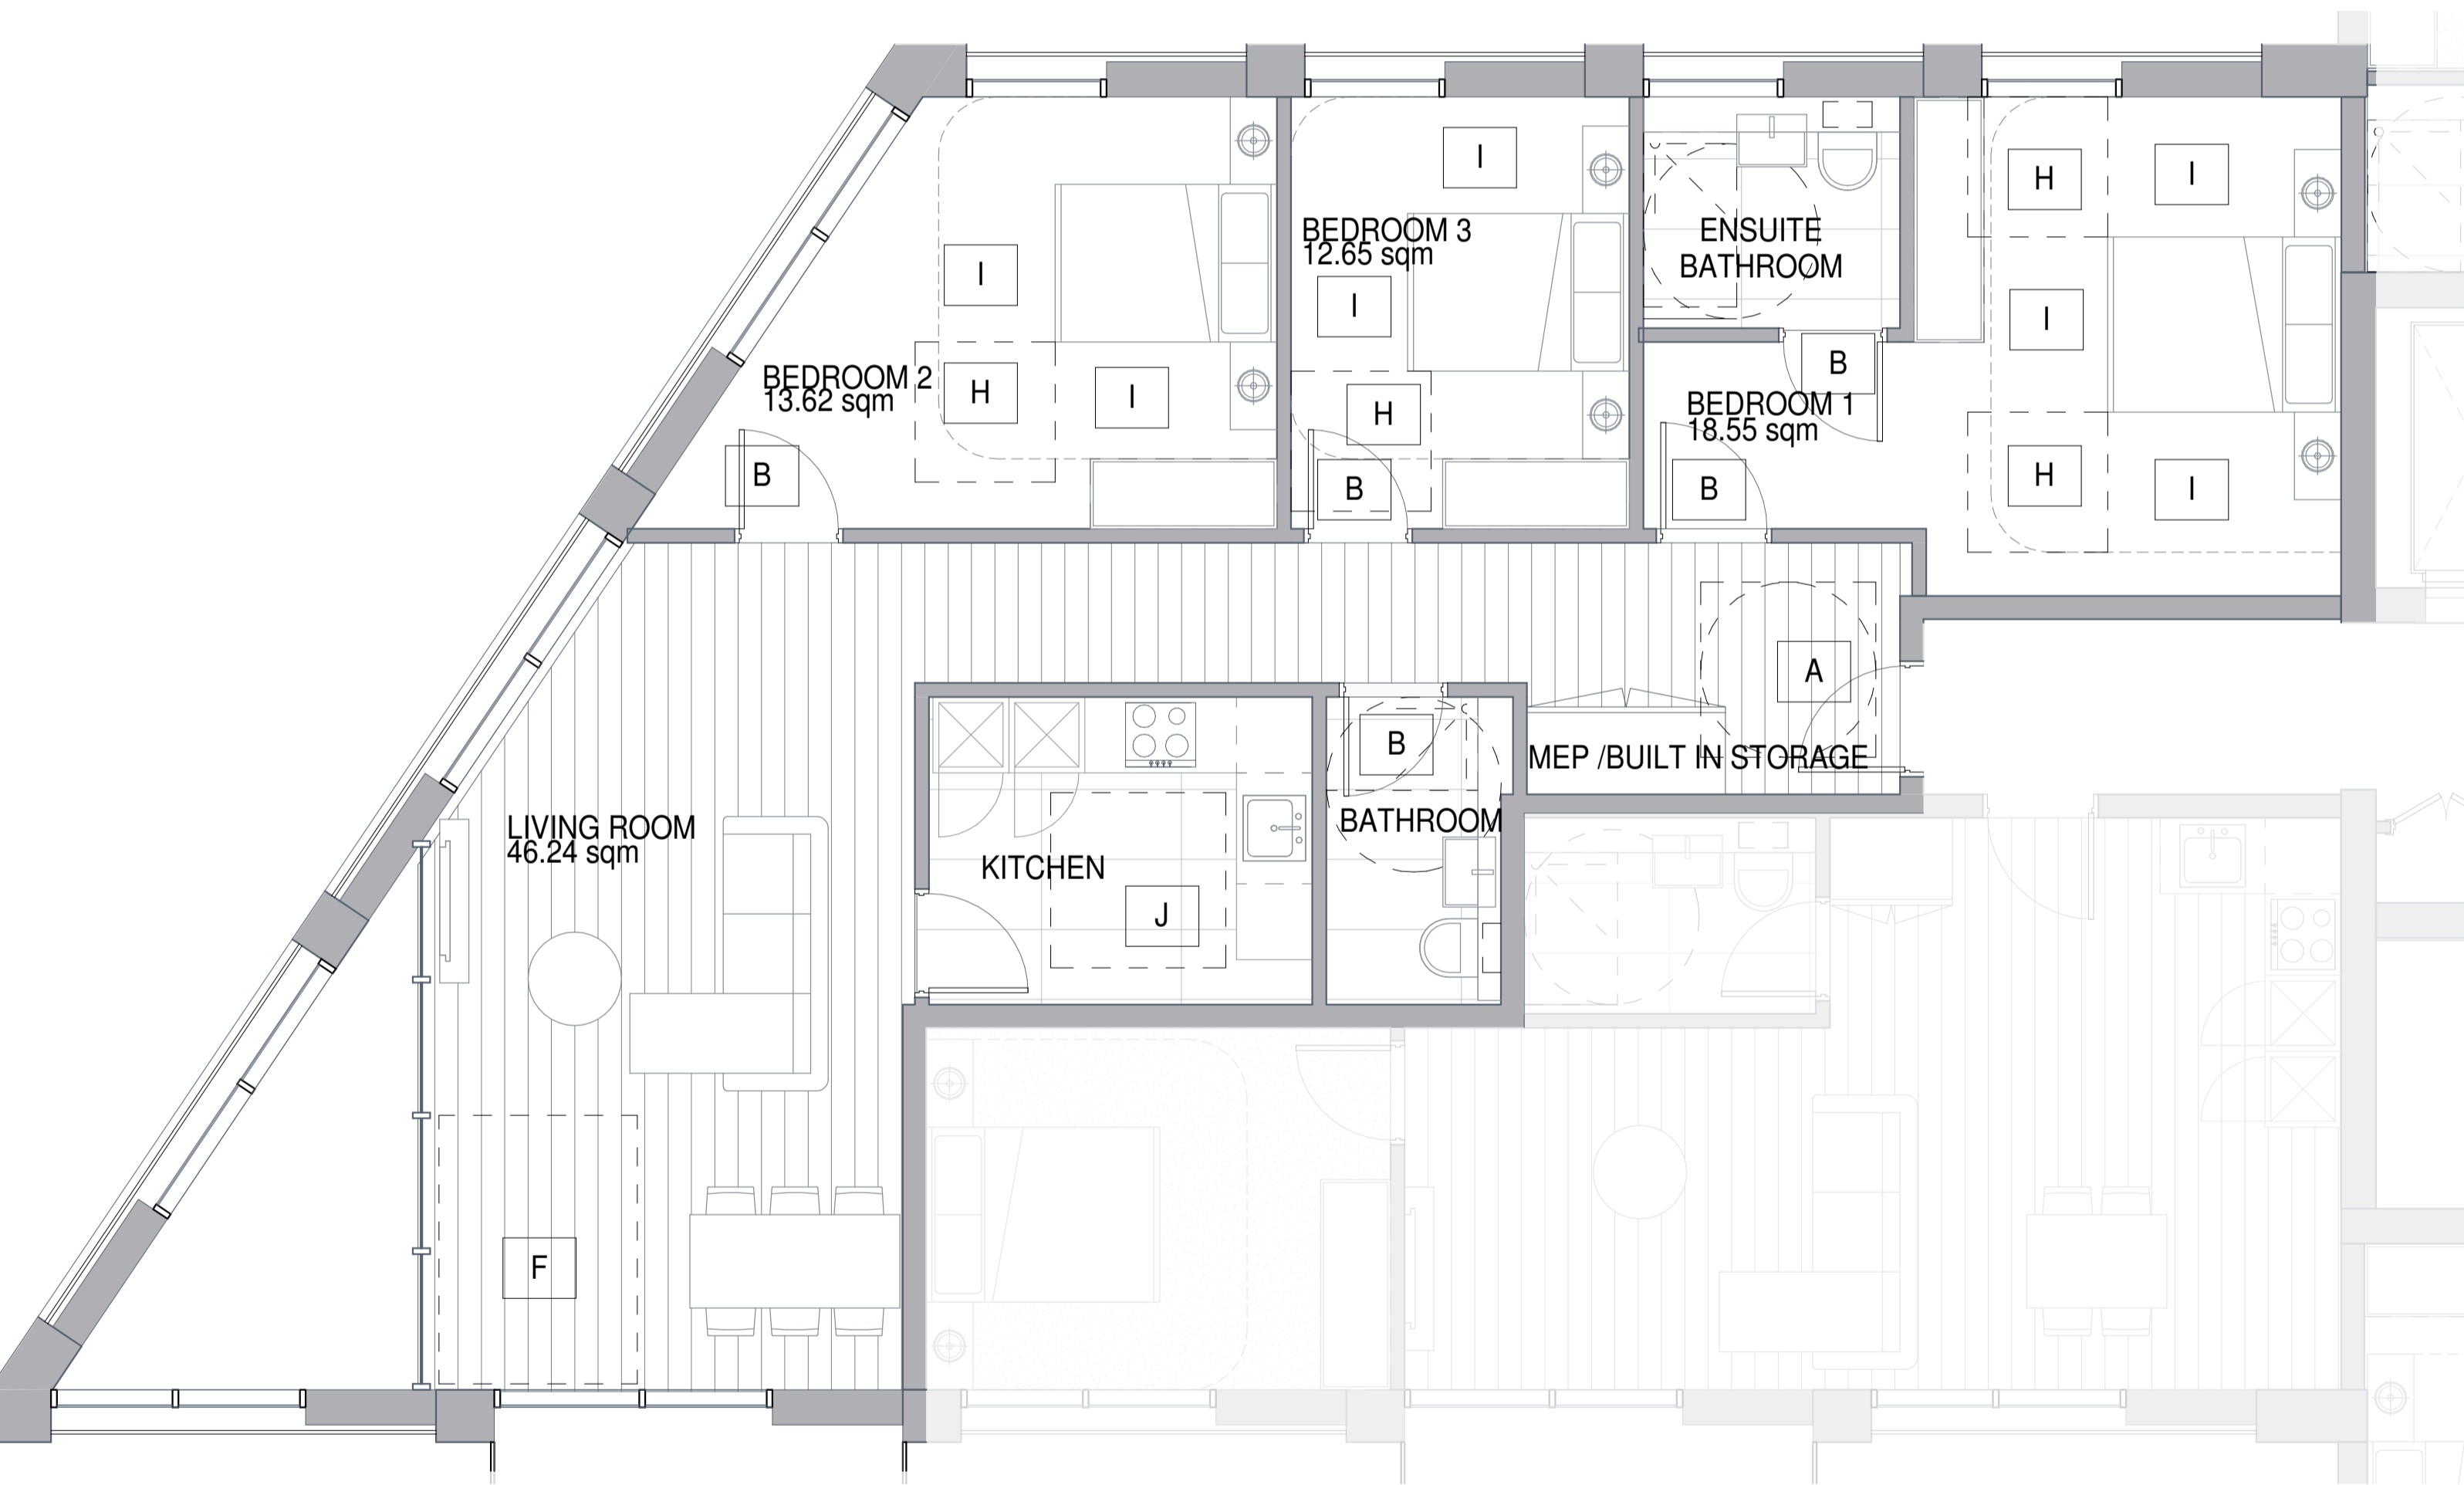 I
H
I
I
BEDROOM 3
12.65 sqm
ENSUITE
BATHROOM
I
I
I
B
BEDROOM 2
13.62 sqm
H
I
H
BEDROOM 1
18.55 sqm
B
B
B
H
I
A
B
MEP /BUILT IN STORAGE
LIVING ROOM
46.24 sqm
BATHROOM
KITCHEN
J
F